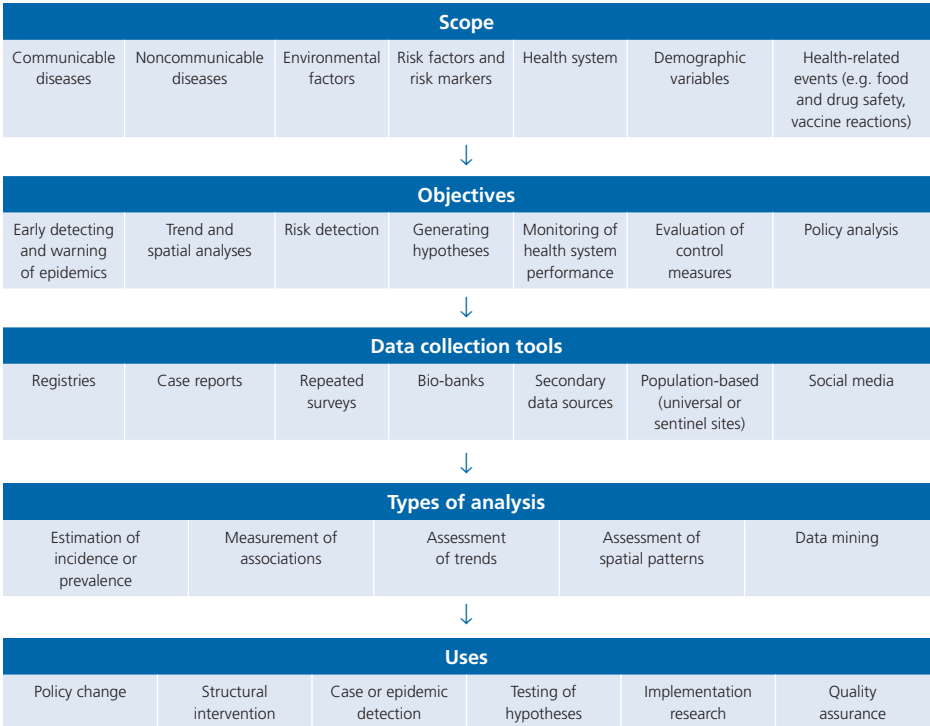 Scope
Communicable
diseases
Noncommunicable
diseases
Environmental
factors
Risk factors and
risk markers
Health system
Demographic
variables
Health-related
events (e.g. food
and drug safety,
vaccine reactions)
↓
Objectives
Early detecting
and warning
of epidemics
Trend and
spatial analyses
Risk detection
Generating
hypotheses
Monitoring of
health system
performance
Evaluation of
control
measures
Policy analysis
↓
Data collection tools
Registries
Case reports
Repeated
surveys
Bio-banks
Secondary
data sources
Population-based
(universal or
sentinel sites)
Social media
↓
Types of analysis
Estimation of
incidence or
prevalence
Measurement of
associations
Assessment
of trends
Assessment of
spatial patterns
Data mining
↓
Uses
Policy change
Structural
intervention
Case or epidemic
detection
Testing of
hypotheses
Implementation
research
Quality
assurance